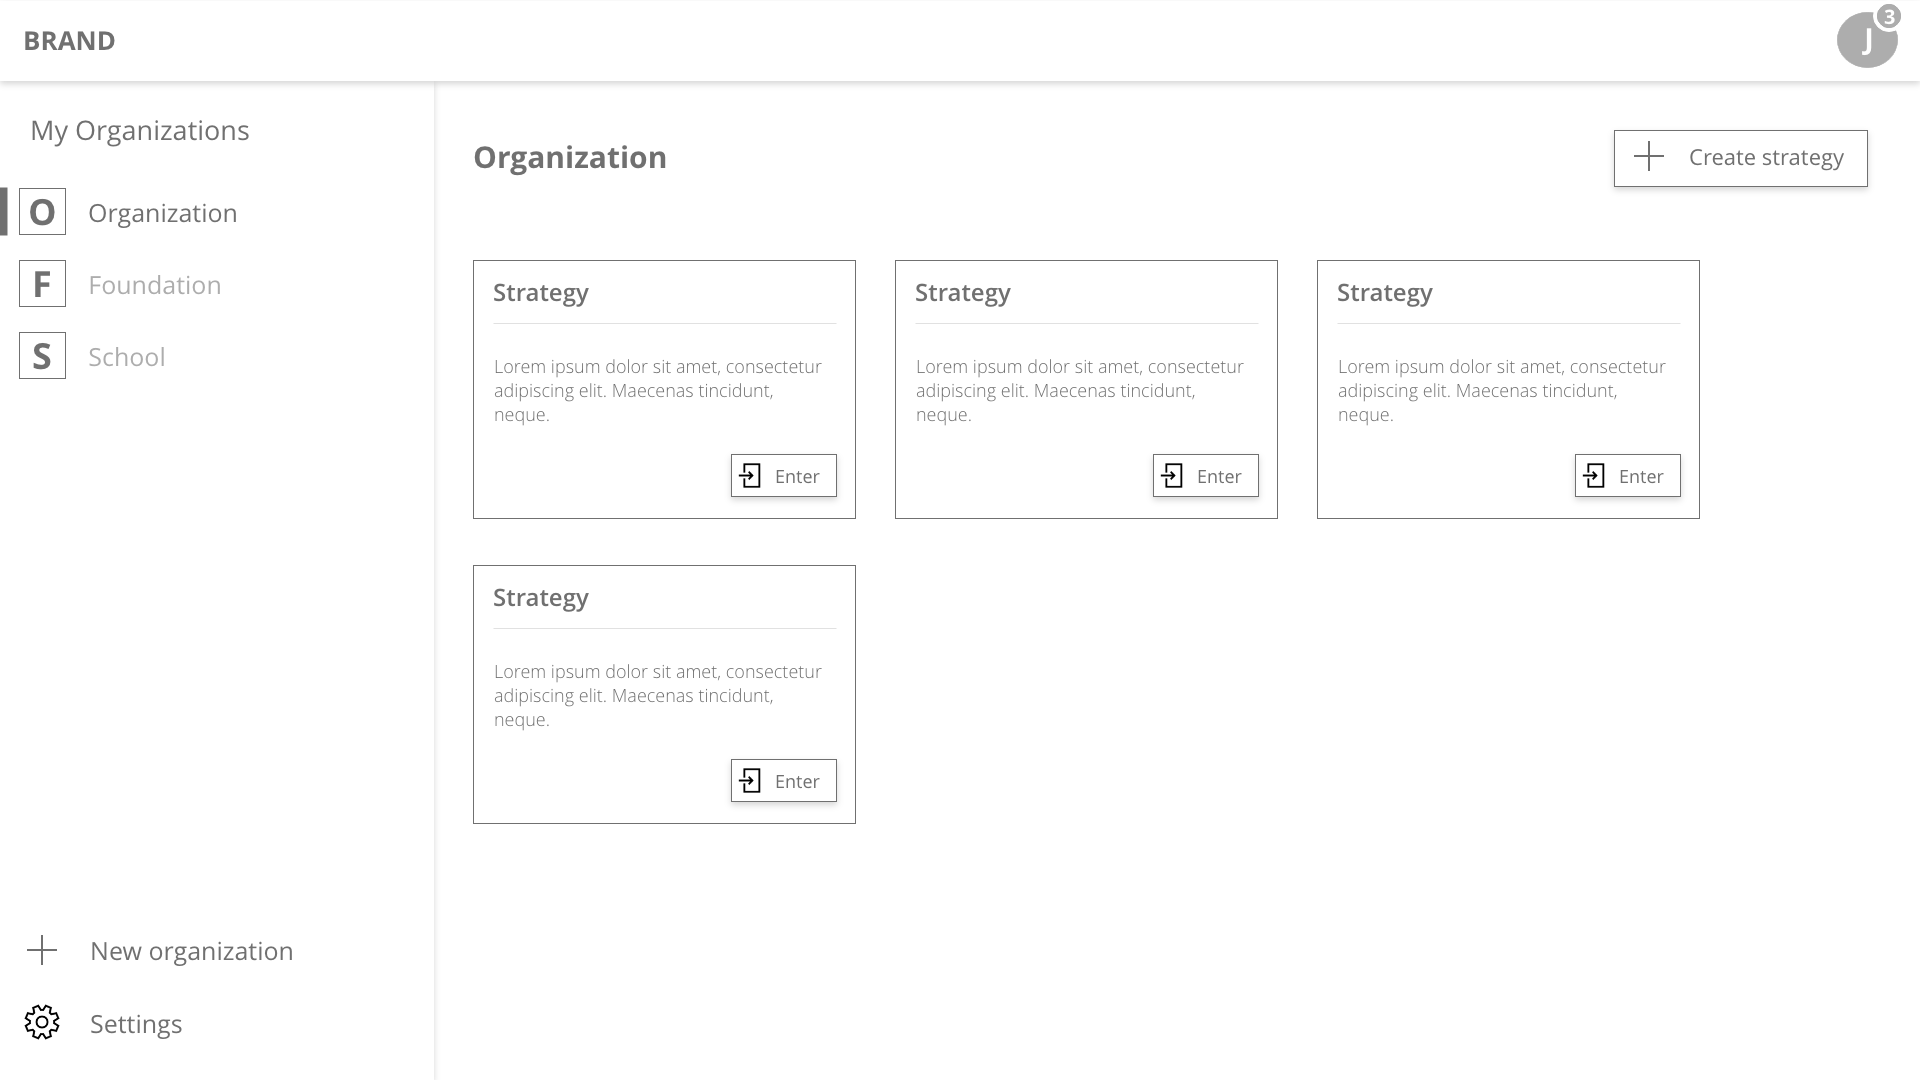 BRAND
J
3
My Organizations
O Organization
F Foundation
S School
New organization
Settings
Organization
Create strategy
Strategy
Lorem ipsum dolor sit amet, consectetur
adipiscing elit. Maecenas tincidunt,
neque.
Enter
Strategy
Lorem ipsum dolor sit amet, consectetur
adipiscing elit. Maecenas tincidunt,
neque.
Enter
Strategy
Lorem ipsum dolor sit amet, consectetur
adipiscing elit. Maecenas tincidunt,
neque.
Enter
Strategy
Lorem ipsum dolor sit amet, consectetur
adipiscing elit. Maecenas tincidunt,
neque.
Enter